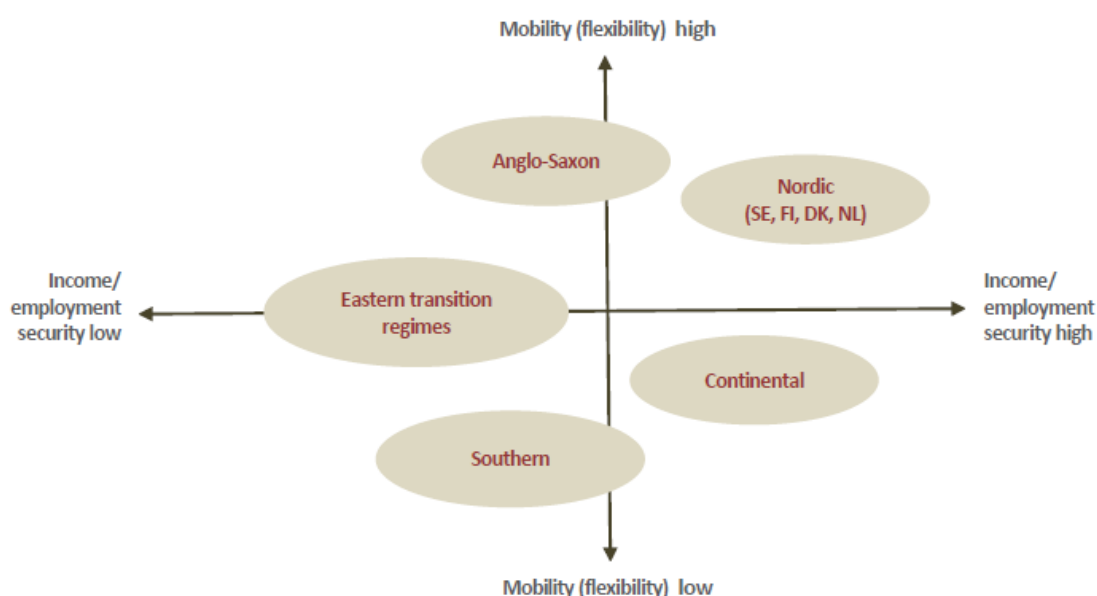 Mobility (flexibility) high
Anglo-Saxon
Nordic
(SE, FI, DK, NL)
Income/
employment
security low
Eastern transition
regimes
Income/
employment
security high
Continental
Southern
Mobility (flexibility) low